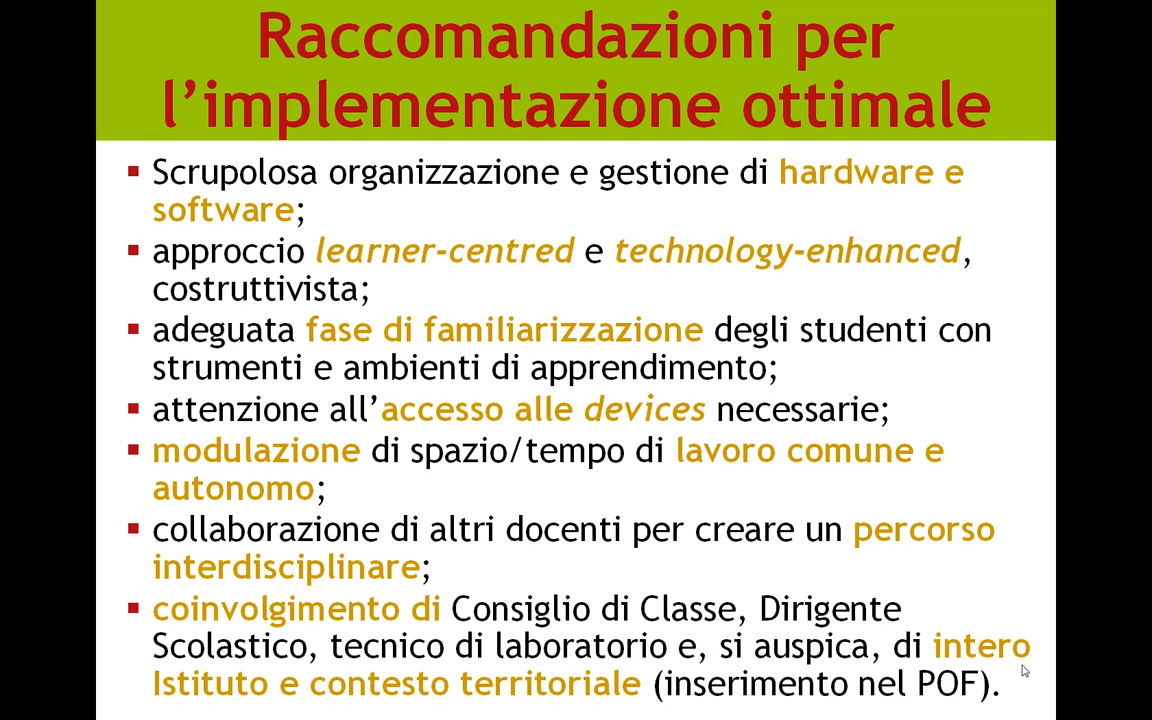 Raccomandazioni per
l’implementazione ottimale
▪ Scrupolosa organizzazione e gestione di hardware e
software;
▪ approccio learner-centred e technology-enhanced,
costruttivista;
▪ adeguata fase di familiarizzazione degli studenti con
strumenti e ambienti di apprendimento;
▪ attenzione all’accesso alle devices necessarie;
▪ modulazione di spazio/tempo di lavoro comune e
autonomo;
▪ collaborazione di altri docenti per creare un percorso
interdisciplinare;
▪ coinvolgimento di Consiglio di Classe, Dirigente
Scolastico, tecnico di laboratorio e, si auspica, di intero
Istituto e contesto territoriale (inserimento nel POF).